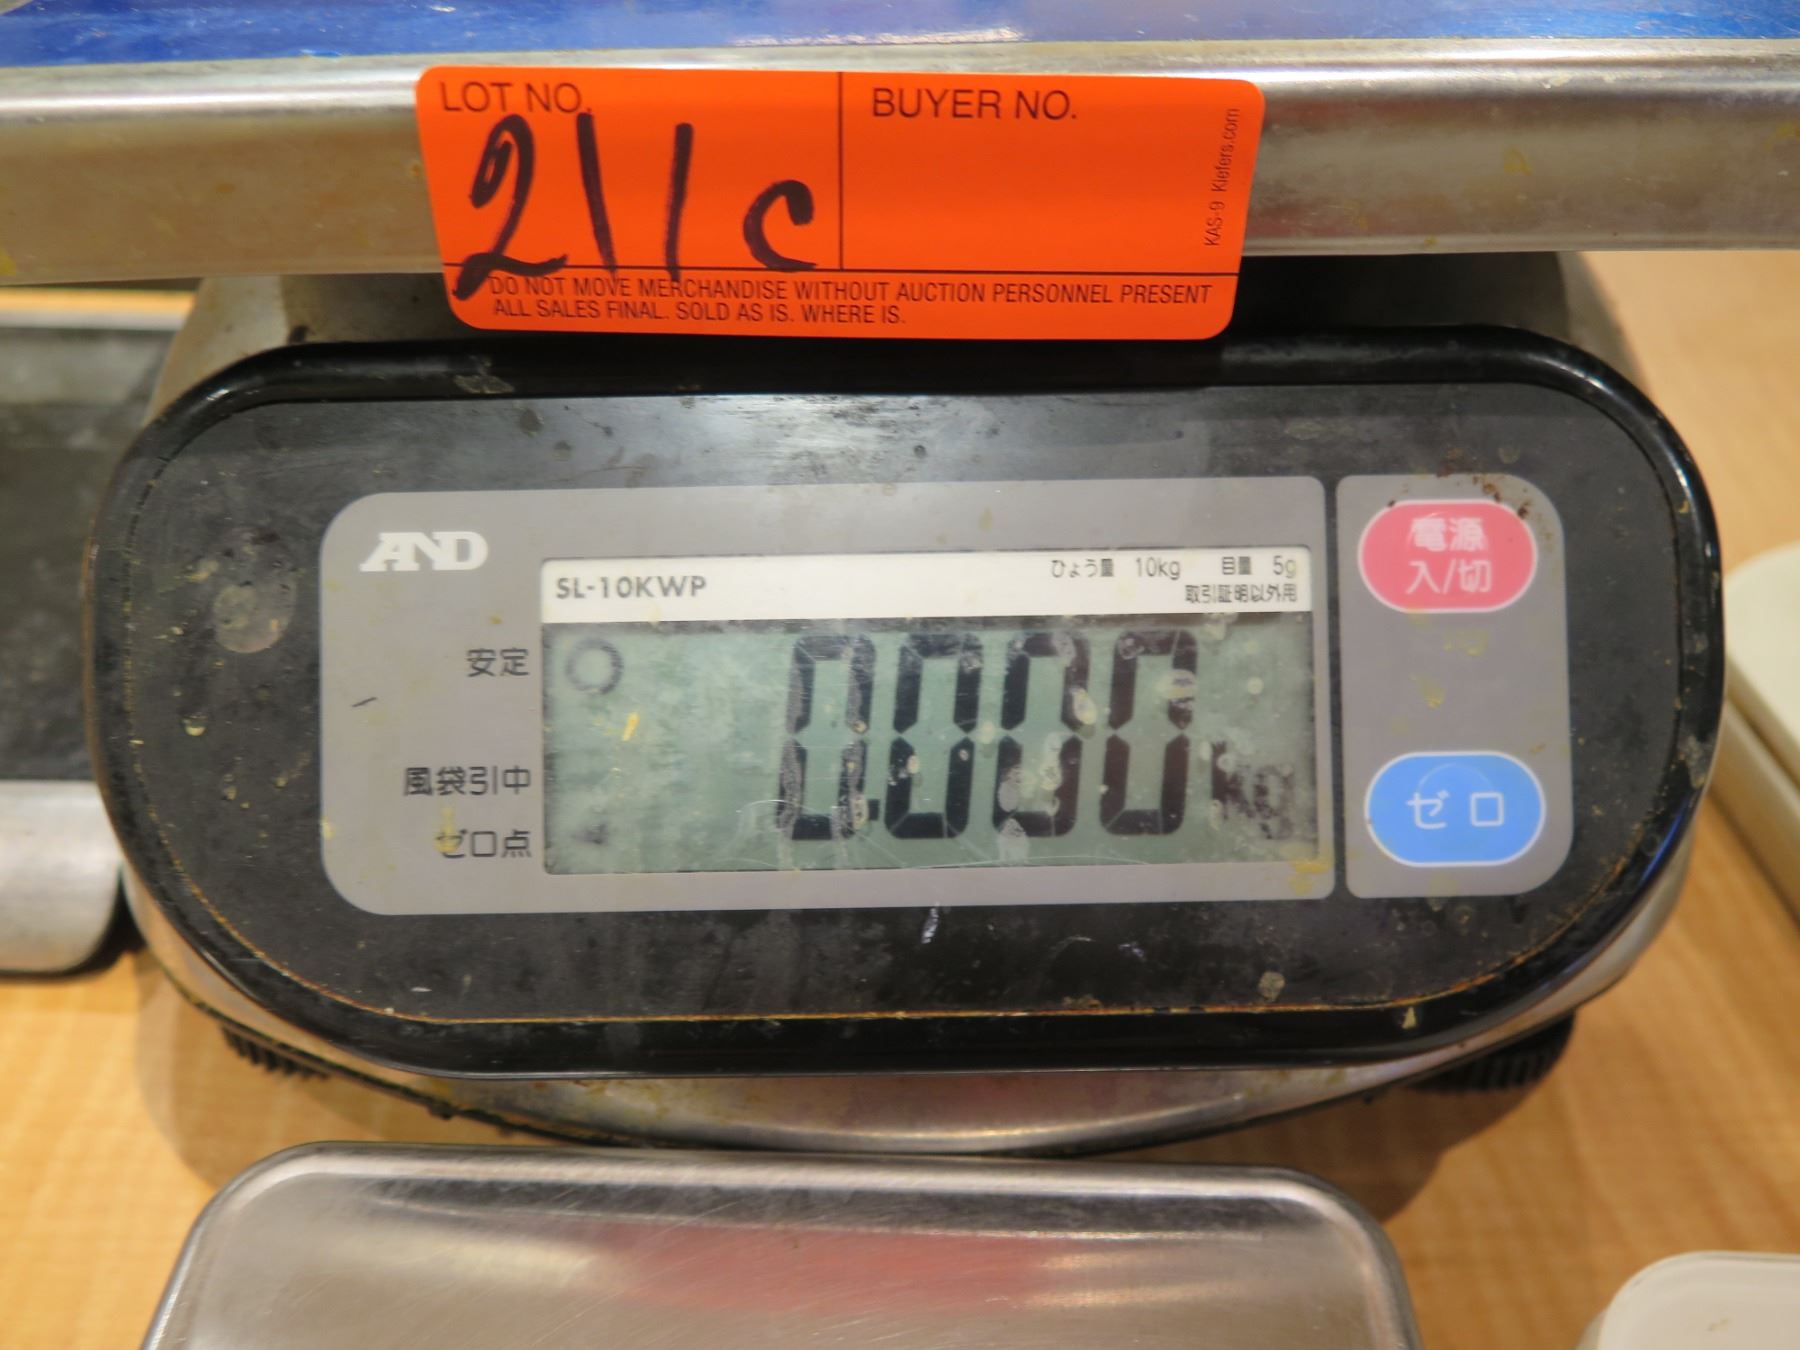 LOT NO.
211c
BUYER NO.
KAS-9 Kiefers.com
DO NOT MOVE MERCHANDISE WITHOUT AUCTION PERSONNEL PRESENT
ALL SALES FINAL. SOLD AS IS. WHERE IS.
AND
SL-10KWP
ひょう量 10kg 目量 5g
取引証明以外用
電源
入/切
安定
0.000 kg
風袋引中
ゼロ点
ゼロ